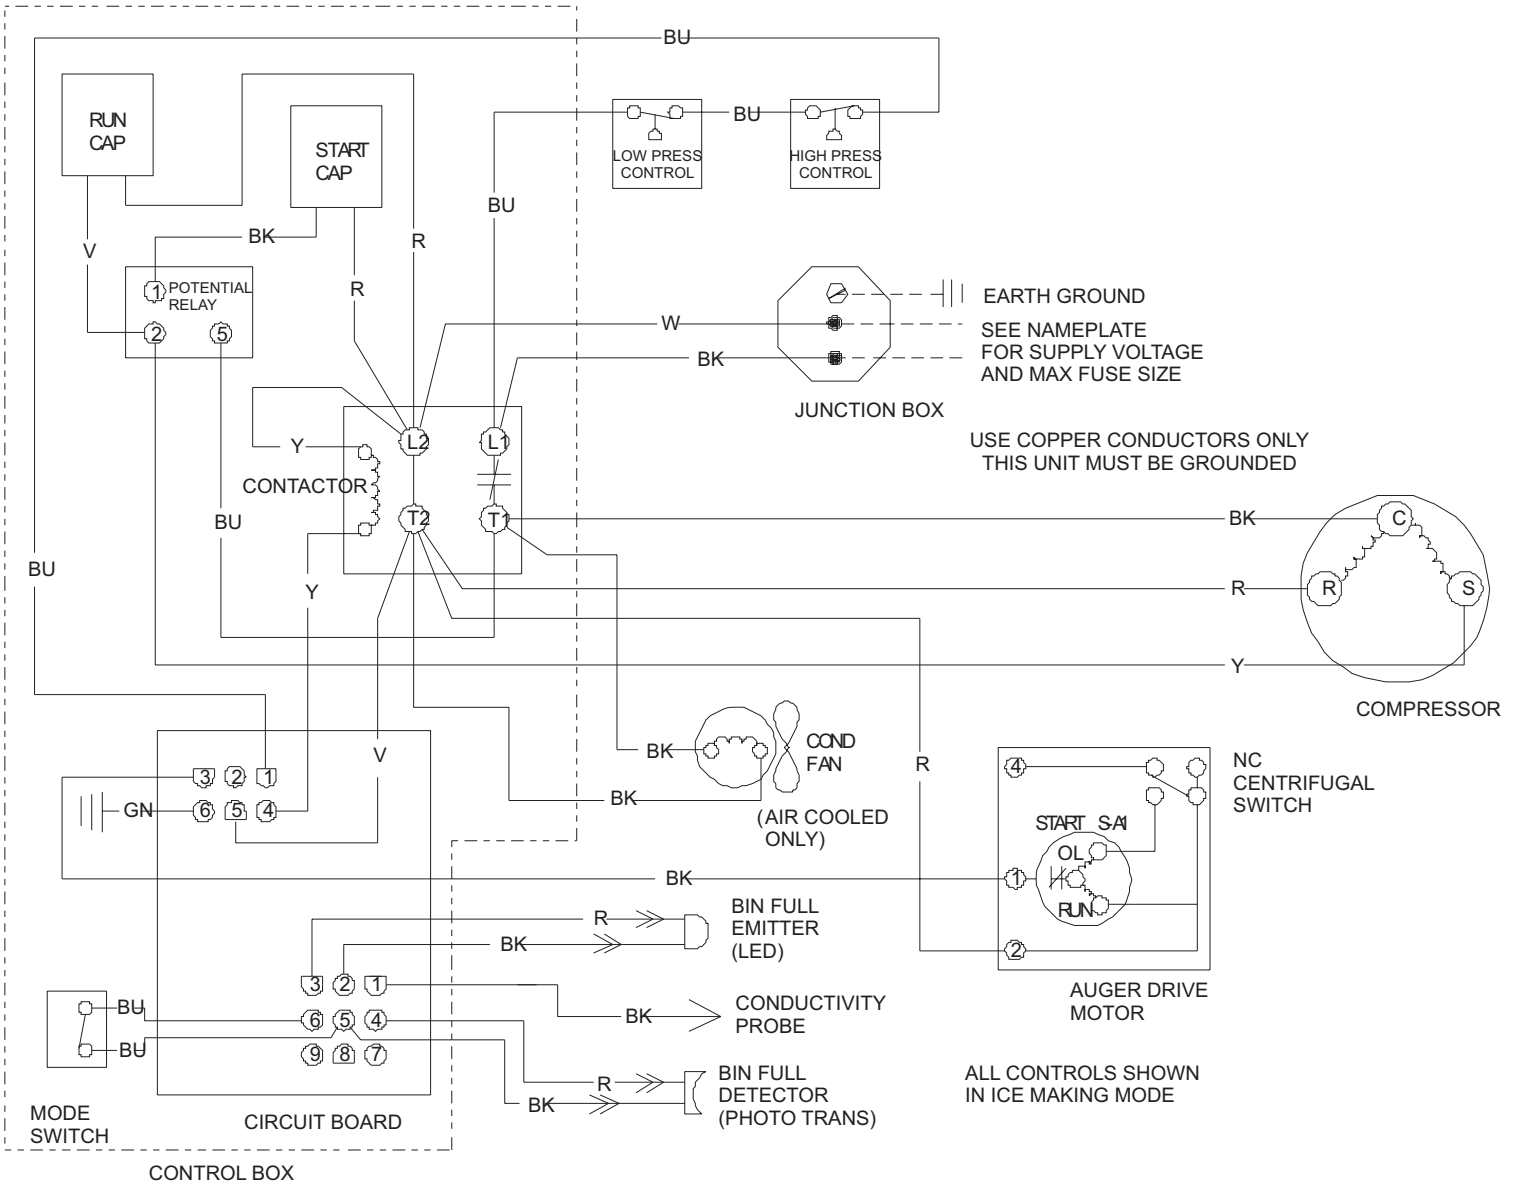 BU
RUN
CAP
START
CAP
BU
LOW PRESS
CONTROL
HIGH PRESS
CONTROL
BU
V
BK
R
R
1
POTENTIAL
RELAY
2
5
EARTH GROUND
W
SEE NAMEPLATE
FOR SUPPLY VOLTAGE
AND MAX FUSE SIZE
BK
JUNCTION BOX
USE COPPER CONDUCTORS ONLY
THIS UNIT MUST BE GROUNDED
Y
L2
L1
CONTACTOR
T2
T1
BU
BK
C
BU
Y
R
R
S
Y
COMPRESSOR
V
BK
COND
FAN
R
BK
(AIR COOLED
ONLY)
NC
CENTRIFUGAL
SWITCH
4
START S-A1
OL
1
RUN
2
AUGER DRIVE
MOTOR
3
2
1
GN
6
5
4
BK
R
BIN FULL
EMITTER
(LED)
BK
3
2
1
BK
CONDUCTIVITY
PROBE
BU
6
5
4
BU
9
8
7
R
BK
BIN FULL
DETECTOR
(PHOTO TRANS)
ALL CONTROLS SHOWN
IN ICE MAKING MODE
MODE
SWITCH
CIRCUIT BOARD
CONTROL BOX